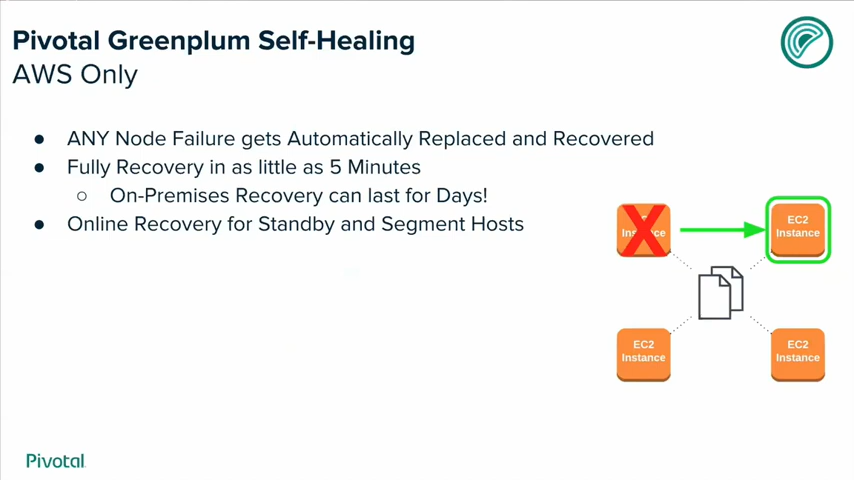 Pivotal Greenplum Self-Healing
AWS Only
● ANY Node Failure gets Automatically Replaced and Recovered
● Fully Recovery in as little as 5 Minutes
○ On-Premises Recovery can last for Days!
● Online Recovery for Standby and Segment Hosts
EC2
Instance
EC2
Instance
EC2
Instance
Pivotal